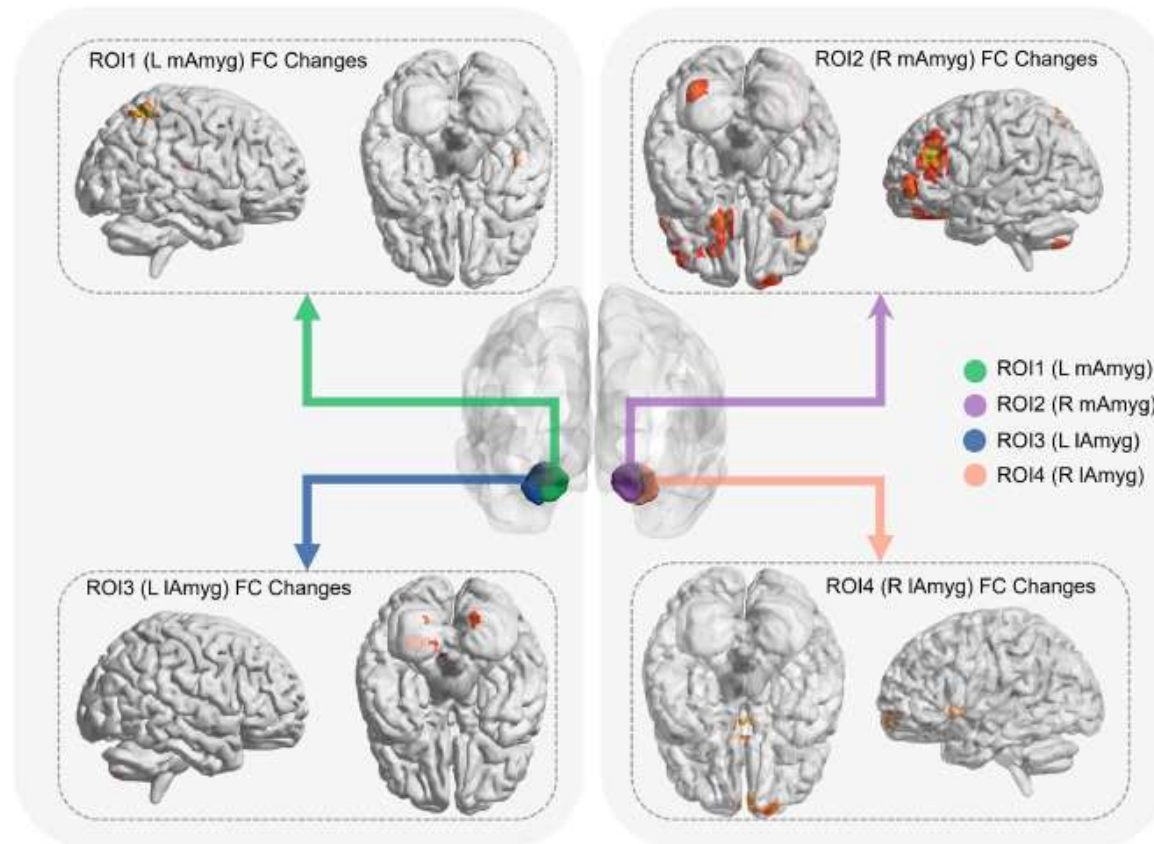 ROI1 (L mAmyg) FC Changes
ROI2 (R mAmyg) FC Changes
ROI1 (L mAmyg)
ROI2 (R mAmyg)
ROI3 (L lAmyg)
ROI4 (R lAmyg)
ROI3 (L lAmyg) FC Changes
ROI4 (R lAmyg) FC Changes